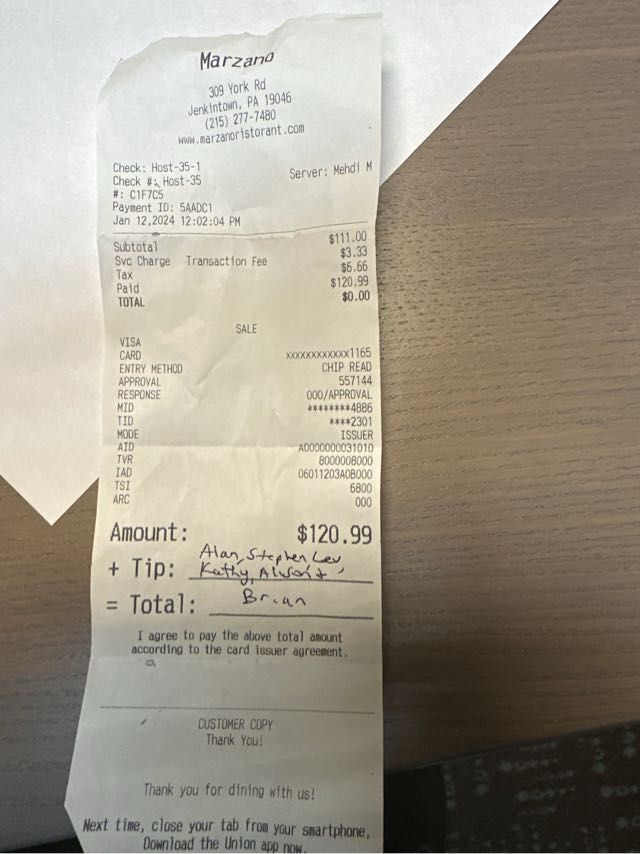 Marzano
309 York Rd
Jenkintown, PA 19046
(215) 277-7480
www.marzanoristorant.com
Check: Host-35-1
Check #: Host-35 Server: Mehdi M
#: C1F7C5
Payment ID: 5AADC1
Jan 12,2024 12:02:04 PM
Subtotal $111.00
Svc Charge Transaction Fee $3.33
Tax $6.66
Paid $120.99
TOTAL $0.00
SALE
VISA
CARD xxxxxxxxxxxx1165
ENTRY METHOD CHIP READ
APPROVAL 557144
RESPONSE 000/APPROVAL
MID ********4886
TID ****2301
MODE ISSUER
AID A0000000031010
TVR 8000008000
IAD 06011203A08000
TSI 6800
ARC 000
Amount: $120.99
Alan, Stephen Lev
+ Tip: Kathy,
= Total: Brian
I agree to pay the above total amount
according to the card issuer agreement.
CUSTOMER COPY
Thank You!
Thank you for dining with us!
Next time, close your tab from your smartphone,
Download the Union app now.